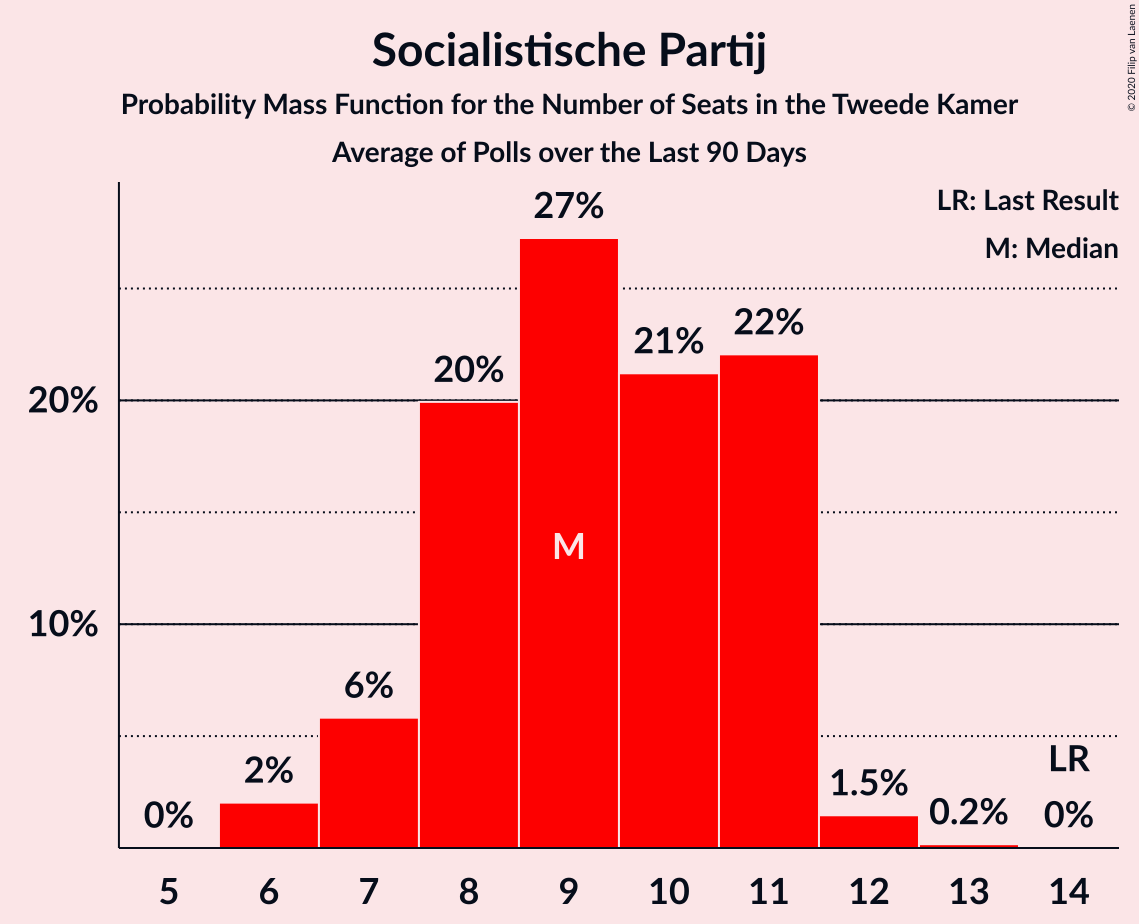 Socialistische Partij
Probability Mass Function for the Number of Seats in the Tweede Kamer
Average of Polls over the Last 90 Days
© 2020 Filip van Laenen
LR: Last Result
M: Median
27%
22%
21%
20%
20%
M
10%
6%
LR
2%
1.5%
0% 0.2% 0%
5 6 7 8 9 10 11 12 13 14